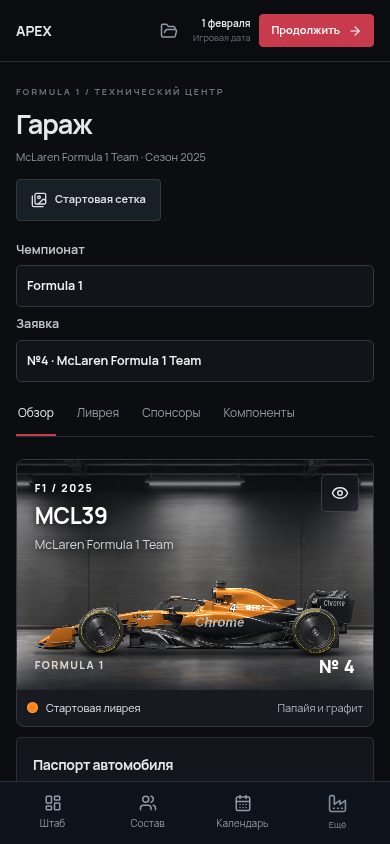 APEX
1 февраля
Игровая дата
Продолжить
FORMULA 1 / ТЕХНИЧЕСКИЙ ЦЕНТР
Гараж
McLaren Formula 1 Team · Сезон 2025
Стартовая сетка
Чемпионат
Formula 1
Заявка
№4 · McLaren Formula 1 Team
Обзор Ливрея Спонсоры Компоненты
F1 / 2025
MCL39
McLaren Formula 1 Team
Chrome
4
Chrome
FORMULA 1
№ 4
Стартовая ливрея
Папайя и графит
Паспорт автомобиля
Штаб Состав Календарь Ещё